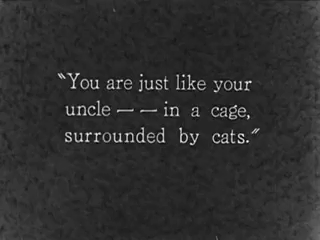 "You are just like your
uncle — — in a cage,
surrounded by cats."